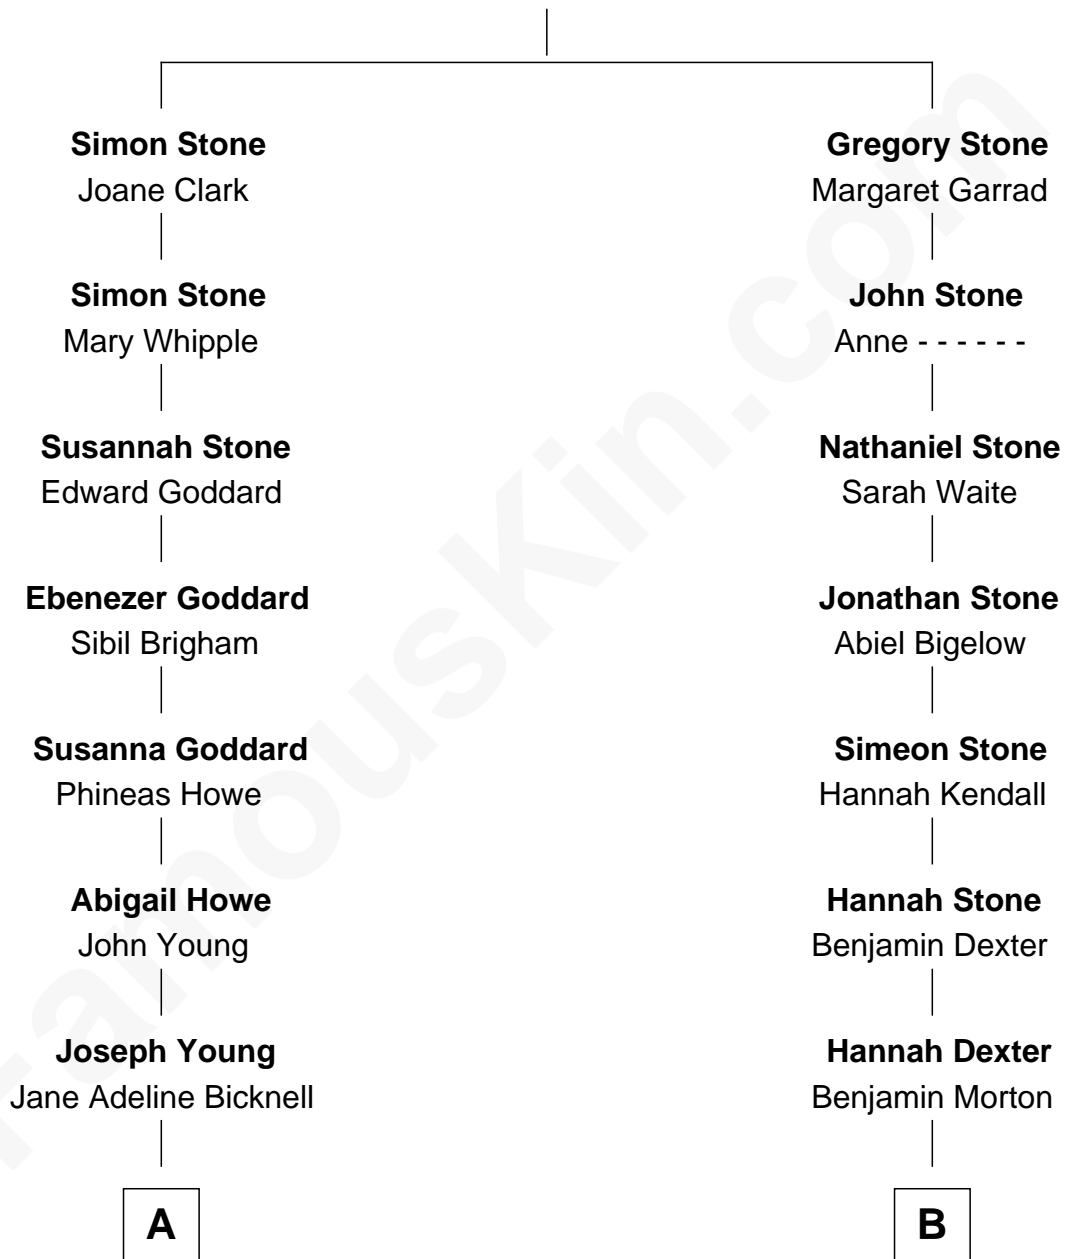 Simon Stone
Joane Clark
Simon Stone
Mary Whipple
Susannah Stone
Edward Goddard
Ebenezer Goddard
Sibil Brigham
Susanna Goddard
Phineas Howe
Abigail Howe
John Young
Joseph Young
Jane Adeline Bicknell
A
Gregory Stone
Margaret Garrad
John Stone
Anne - - - - - -
Nathaniel Stone
Sarah Waite
Jonathan Stone
Abiel Bigelow
Simeon Stone
Hannah Kendall
Hannah Stone
Benjamin Dexter
Hannah Dexter
Benjamin Morton
B
FamousKin.com